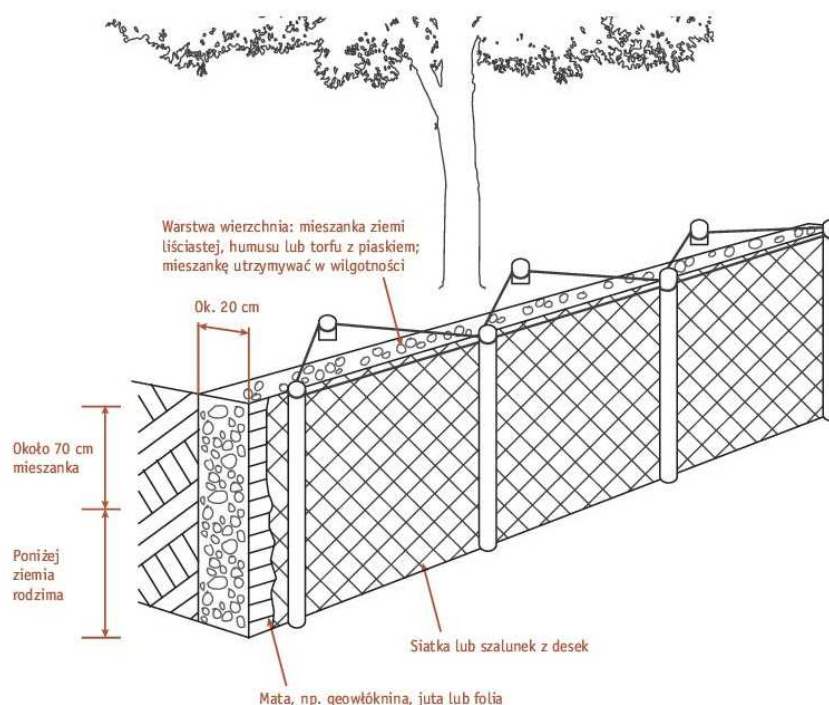 Warstwa wierzchnia: mieszanka ziemi
liściastej, humusu lub torfu z piaskiem;
mieszankę utrzymywać w wilgotności
Ok. 20 cm
Około 70 cm
mieszanka
Poniżej
ziemia
rodzima
Siatka lub szalunek z desek
Mata, np. geowłóknina, juta lub folia